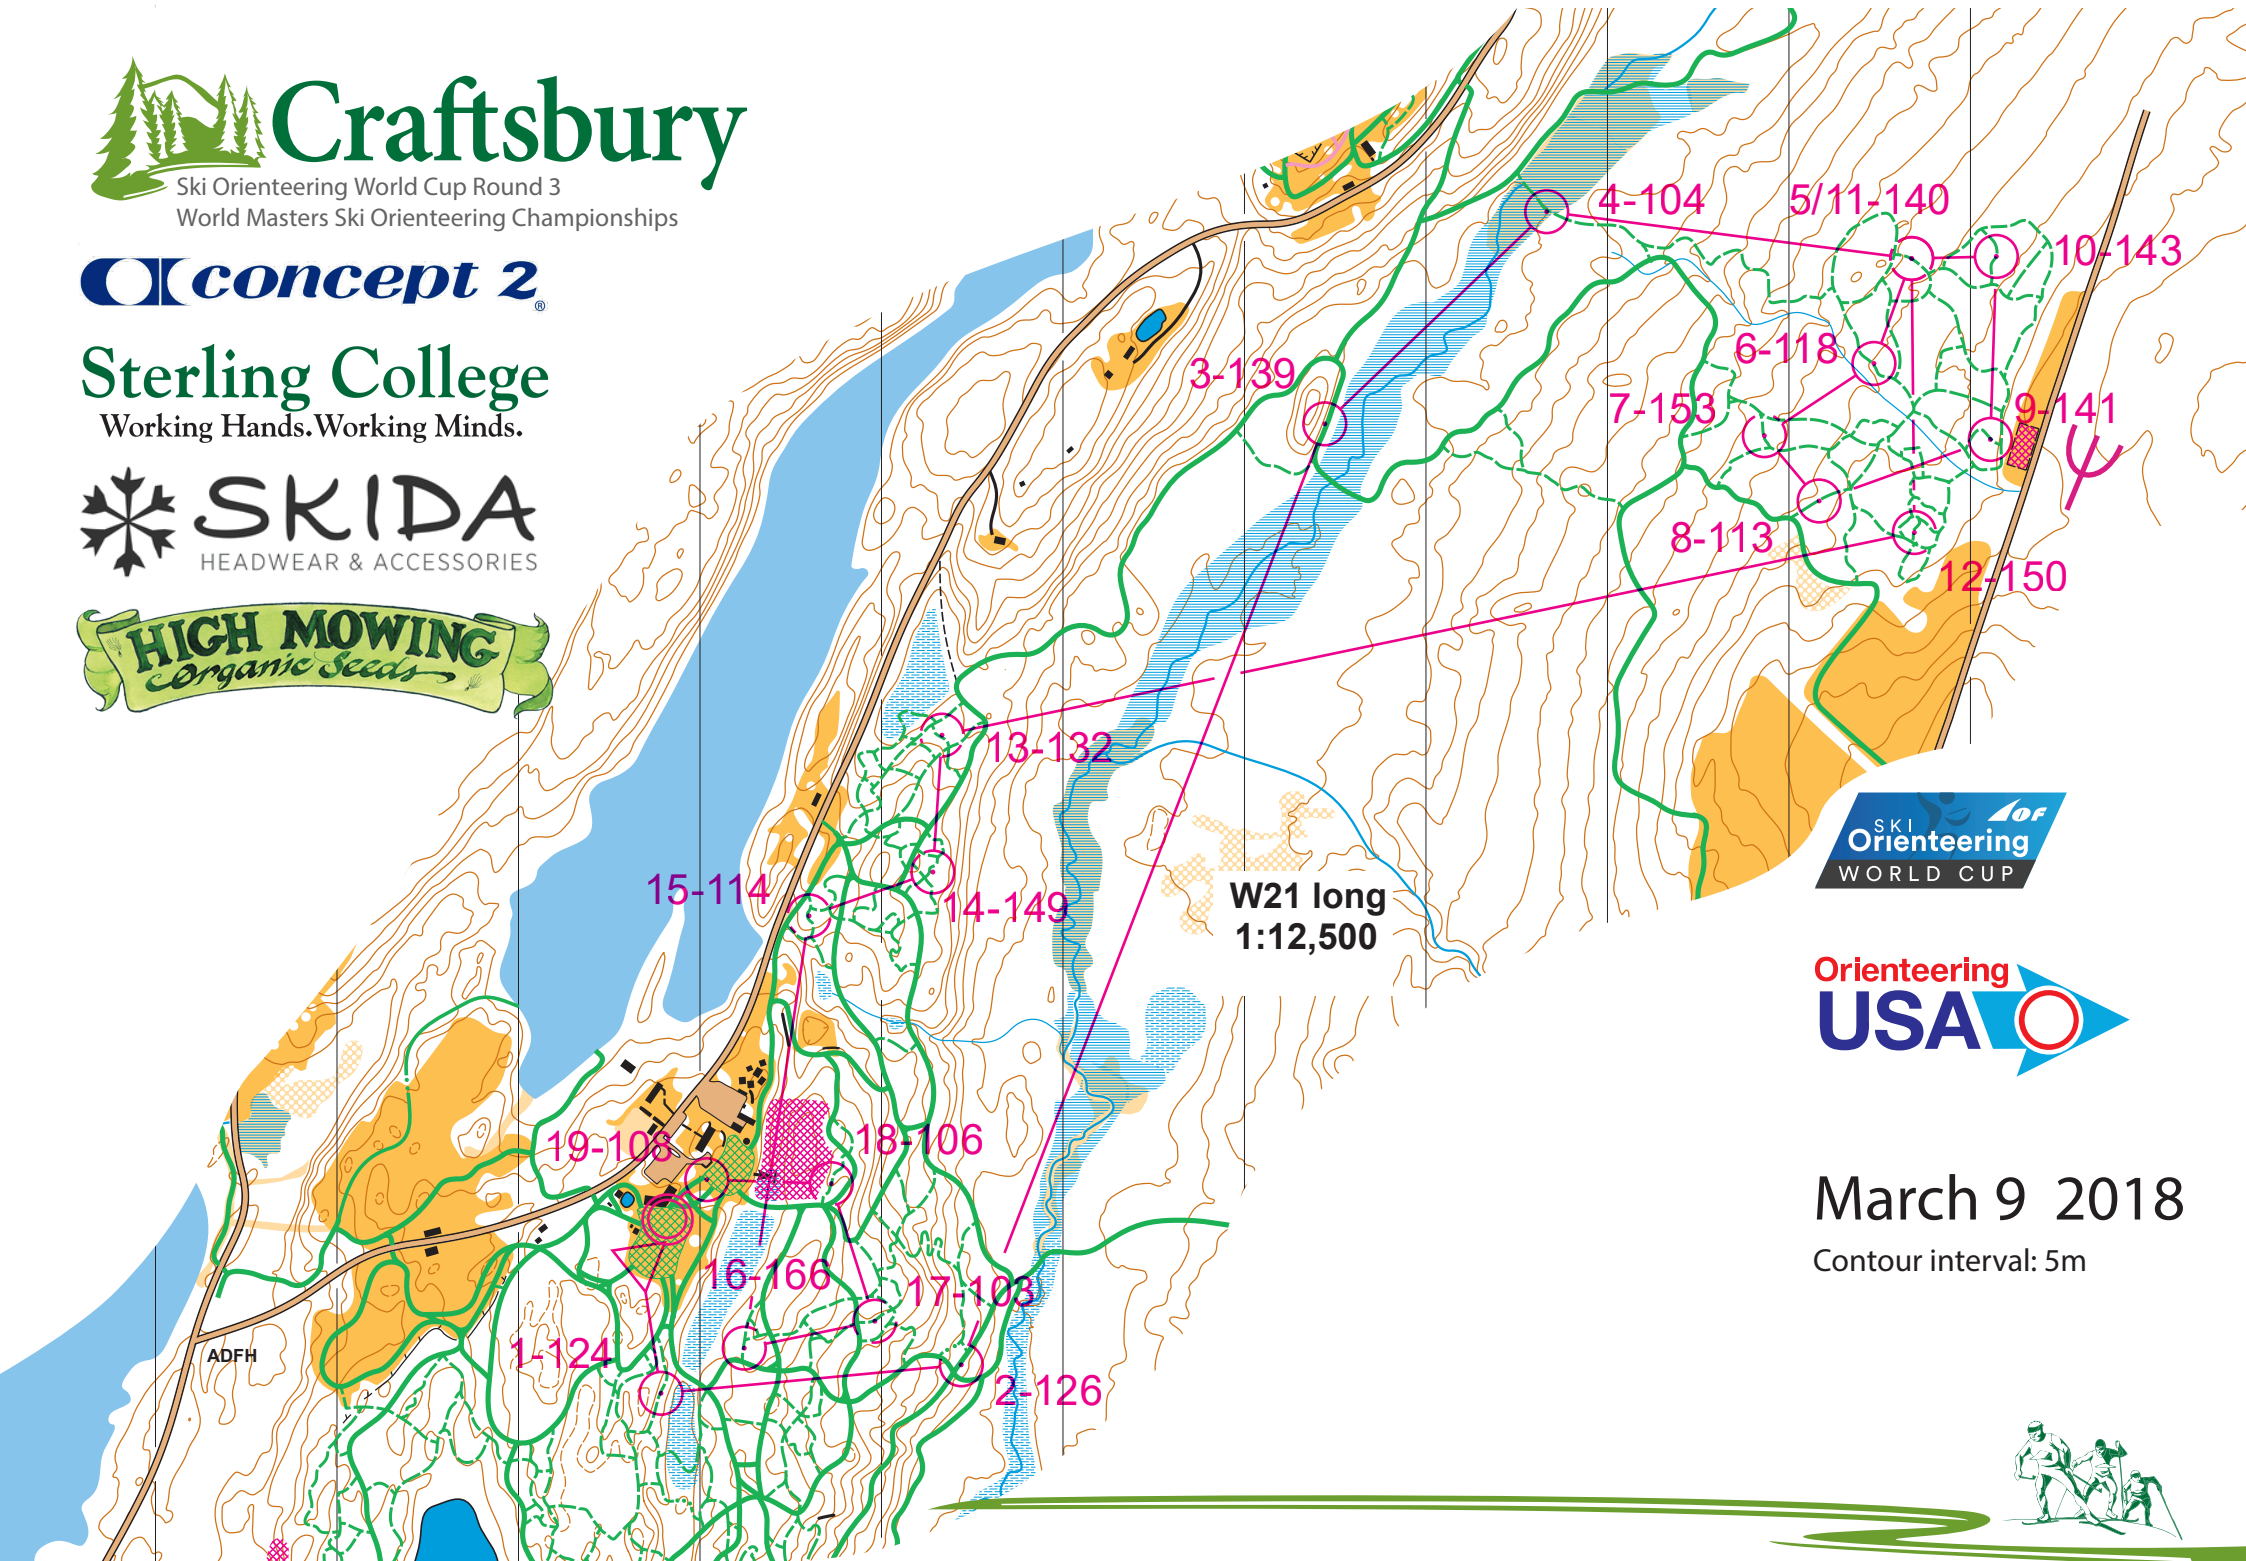 Craftsbury
Ski Orienteering World Cup Round 3
World Masters Ski Orienteering Championships
concept 2®
Sterling College
Working Hands. Working Minds.
SKIDA
HEADWEAR & ACCESSORIES
HIGH MOWING
Organic Seeds
4-104
5/11-140
10-143
3-139
6-118
7-153
9-141
8-113
12-150
13-132
15-114
14-149
W21 long
1:12,500
19-108
18-106
16-166
17-103
1-124
2-126
ADFH
IOF
SKI
Orienteering
WORLD CUP
Orienteering
USA
March 9 2018
Contour interval: 5m